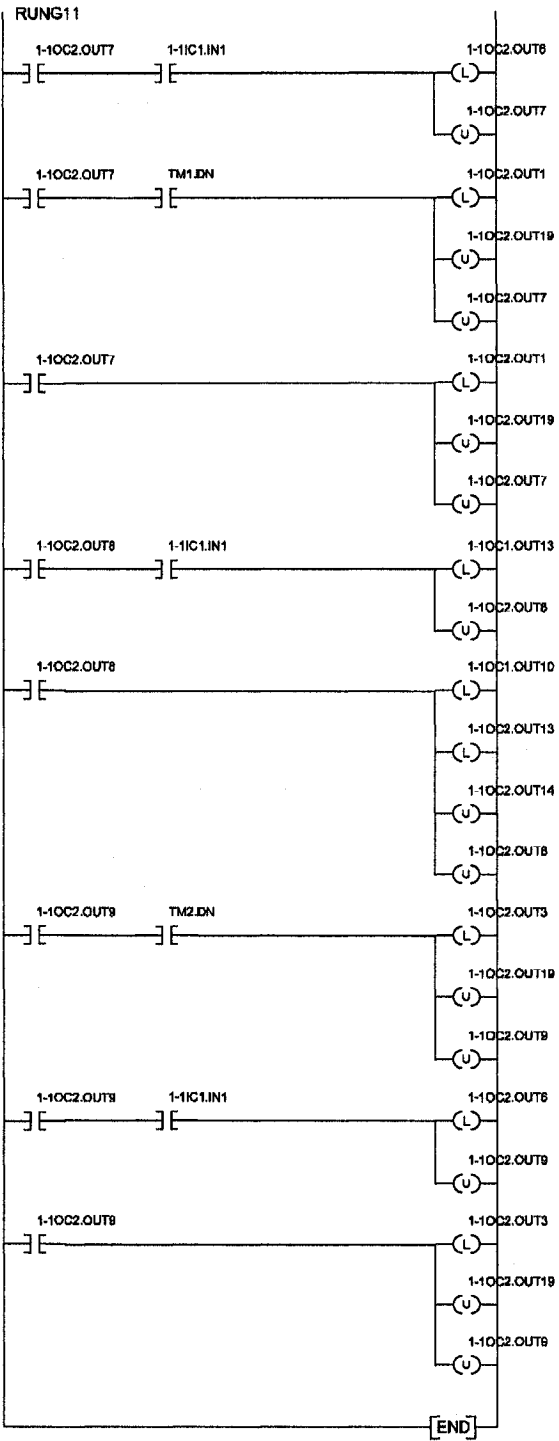 RUNG11
1-1OC2.OUT7 1-1IC1.IN1 1-1OC2.OUT6
L
1-1OC2.OUT7
U
1-1OC2.OUT7 TM1.DN 1-1OC2.OUT1
L
1-1OC2.OUT19
U
1-1OC2.OUT7
U
1-1OC2.OUT7 1-1OC2.OUT1
L
1-1OC2.OUT19
U
1-1OC2.OUT7
U
1-1OC2.OUT8 1-1IC1.IN1 1-1OC1.OUT13
L
1-1OC2.OUT8
U
1-1OC2.OUT8 1-1OC1.OUT10
L
1-1OC2.OUT13
L
1-1OC2.OUT14
U
1-1OC2.OUT8
U
1-1OC2.OUT9 TM2.DN 1-1OC2.OUT3
L
1-1OC2.OUT19
U
1-1OC2.OUT9
U
1-1OC2.OUT9 1-1IC1.IN1 1-1OC2.OUT6
L
1-1OC2.OUT9
U
1-1OC2.OUT9 1-1OC2.OUT3
L
1-1OC2.OUT19
U
1-1OC2.OUT9
U
END